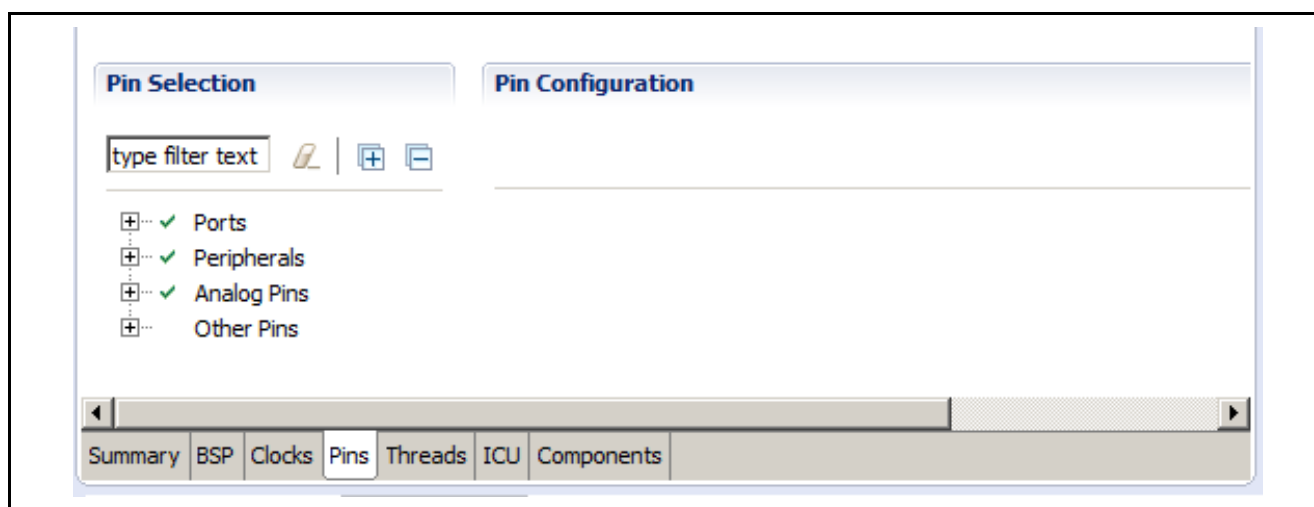 Pin Selection Pin Configuration
type filter text
Ports
Peripherals
Analog Pins
Other Pins
Summary BSP Clocks Pins Threads ICU Components